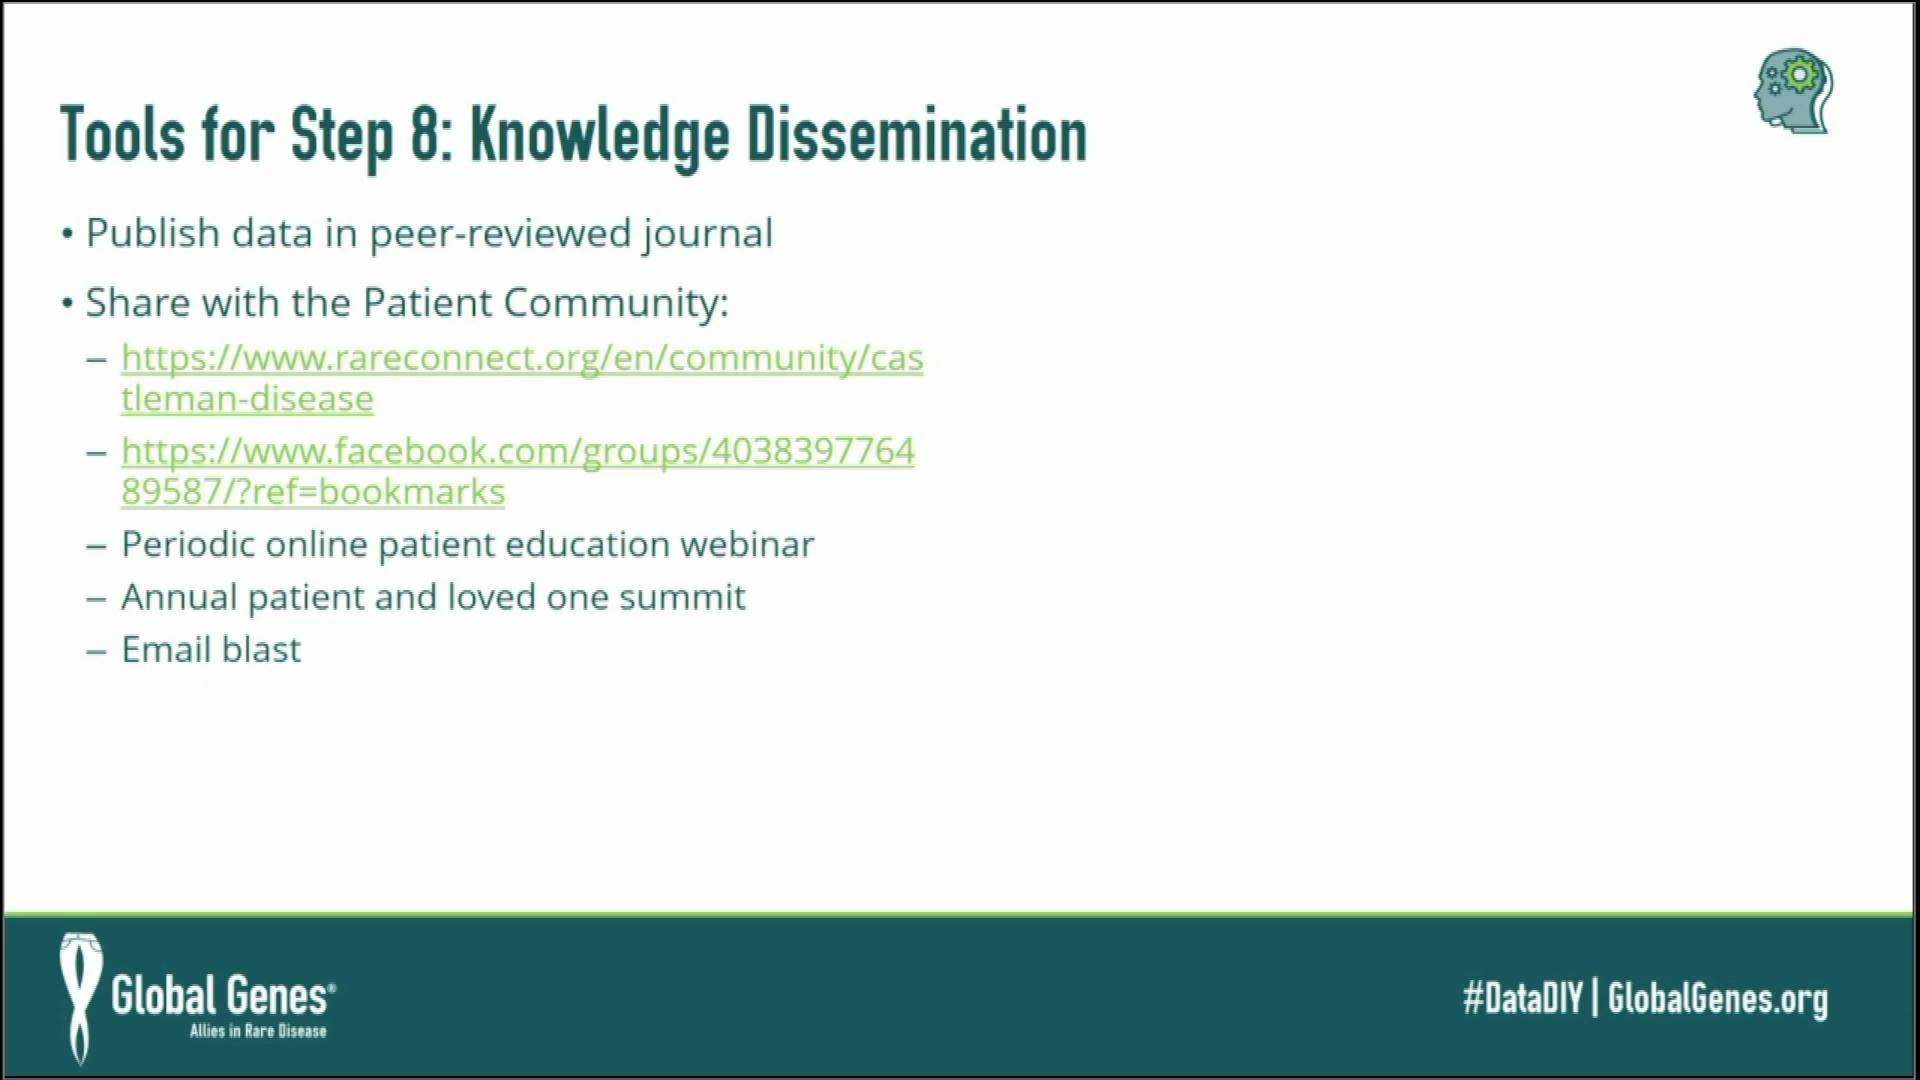 Tools for Step 8: Knowledge Dissemination
• Publish data in peer-reviewed journal
• Share with the Patient Community:
– https://www.rareconnect.org/en/community/cas
tleman-disease
– https://www.facebook.com/groups/4038397764
89587/?ref=bookmarks
– Periodic online patient education webinar
– Annual patient and loved one summit
– Email blast
Global Genes®
Allies in Rare Disease
#DataDIY | GlobalGenes.org